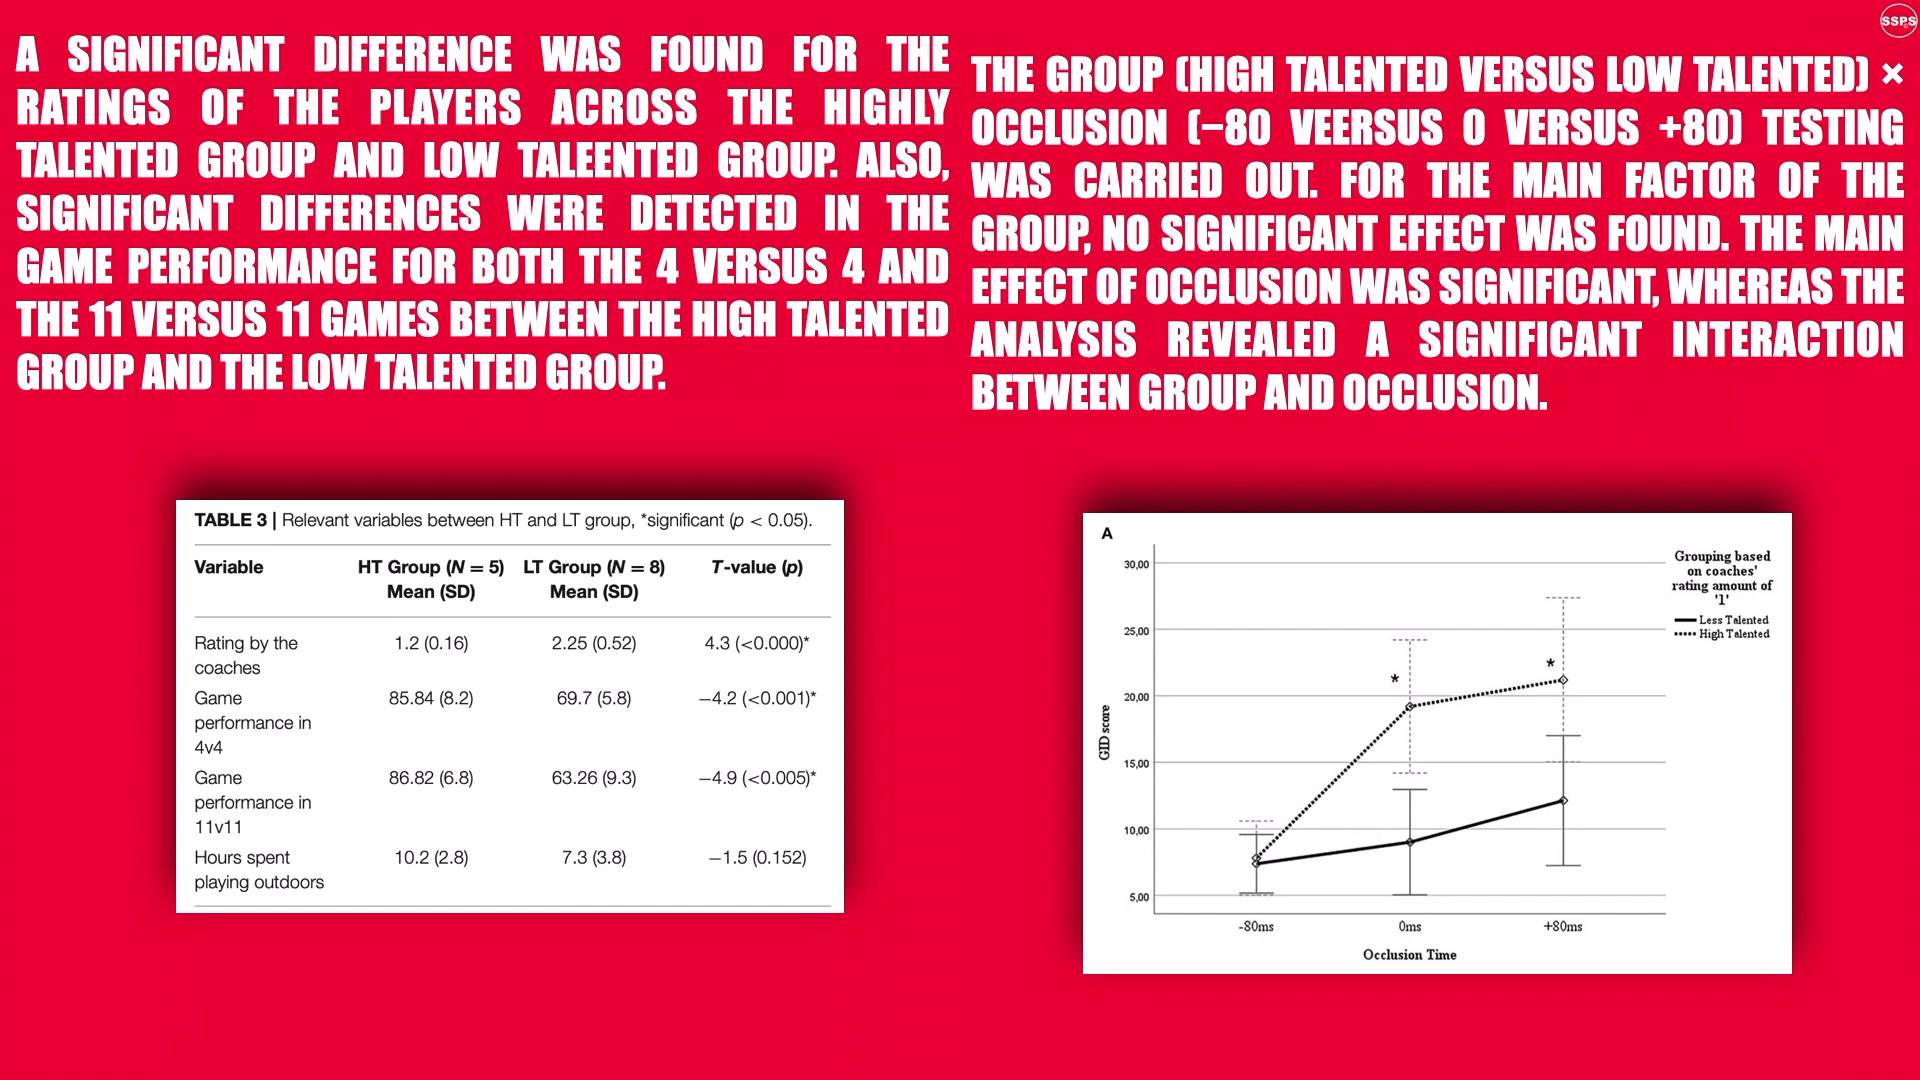 SSPS
A SIGNIFICANT DIFFERENCE WAS FOUND FOR THE
RATINGS OF THE PLAYERS ACROSS THE HIGHLY
TALENTED GROUP AND LOW TALEENTED GROUP. ALSO,
SIGNIFICANT DIFFERENCES WERE DETECTED IN THE
GAME PERFORMANCE FOR BOTH THE 4 VERSUS 4 AND
THE 11 VERSUS 11 GAMES BETWEEN THE HIGH TALENTED
GROUP AND THE LOW TALENTED GROUP.
THE GROUP (HIGH TALENTED VERSUS LOW TALENTED) ×
OCCLUSION (−80 VEERSUS 0 VERSUS +80) TESTING
WAS CARRIED OUT. FOR THE MAIN FACTOR OF THE
GROUP, NO SIGNIFICANT EFFECT WAS FOUND. THE MAIN
EFFECT OF OCCLUSION WAS SIGNIFICANT, WHEREAS THE
ANALYSIS REVEALED A SIGNIFICANT INTERACTION
BETWEEN GROUP AND OCCLUSION.
TABLE 3 | Relevant variables between HT and LT group, *significant (p < 0.05).
Variable HT Group (N = 5) LT Group (N = 8) T-value (p)
Mean (SD) Mean (SD)
Rating by the 1.2 (0.16) 2.25 (0.52) 4.3 (<0.000)*
coaches
Game 85.84 (8.2) 69.7 (5.8) −4.2 (<0.001)*
performance in
4v4
Game 86.82 (6.8) 63.26 (9.3) −4.9 (<0.005)*
performance in
11v11
Hours spent 10.2 (2.8) 7.3 (3.8) −1.5 (0.152)
playing outdoors
A
Grouping based
on coaches'
rating amount of
'1'
Less Talented
High Talented
30,00
25,00
20,00
15,00
10,00
5,00
GID score
* *
-80ms 0ms +80ms
Occlusion Time